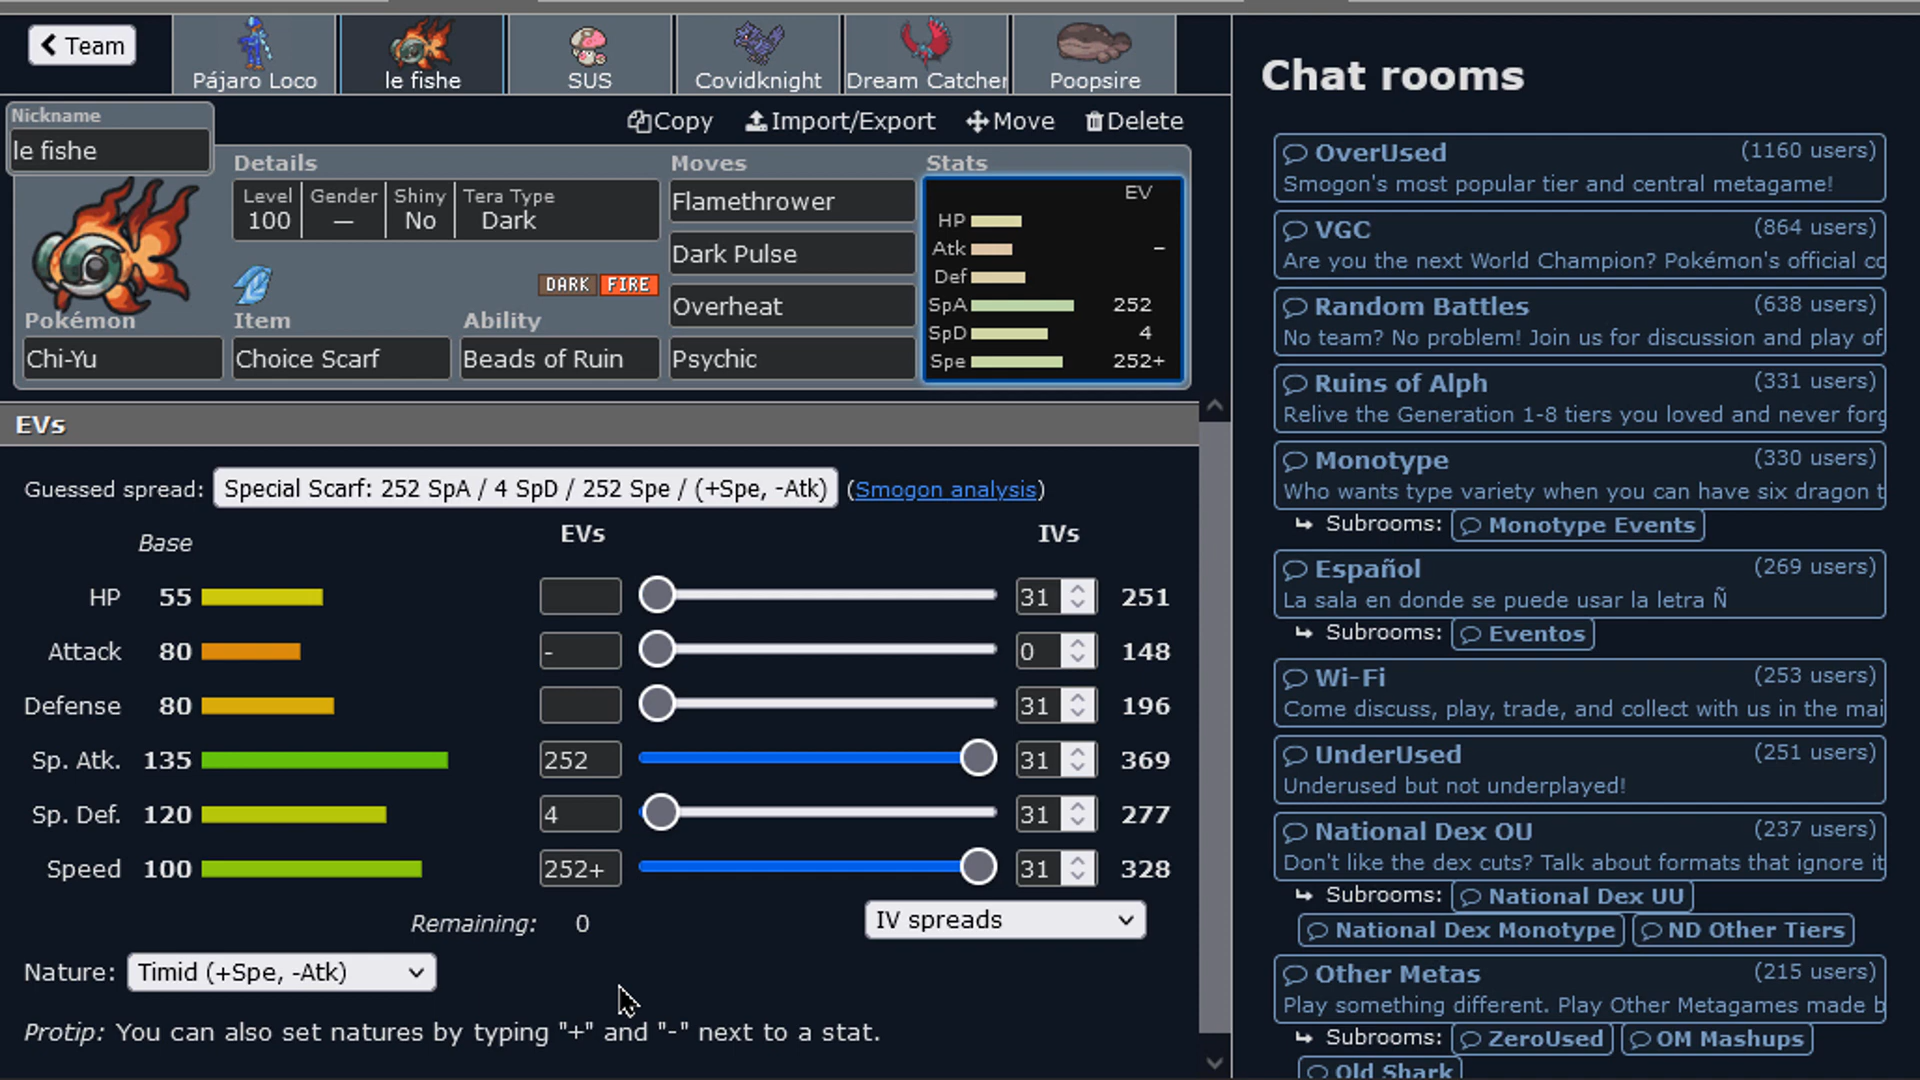 Team
Pájaro Loco
le fishe
SUS
Covidknight
Dream Catcher
Poopsire
Nickname
le fishe
Copy
Import/Export
Move
Delete
Details
Level
100
Gender
—
Shiny
No
Tera Type
Dark
DARK FIRE
Pokémon
Chi-Yu
Item
Choice Scarf
Ability
Beads of Ruin
Moves
Flamethrower
Dark Pulse
Overheat
Psychic
Stats
EV
HP
Atk −
Def
SpA 252
SpD 4
Spe 252+
EVs
Guessed spread: Special Scarf: 252 SpA / 4 SpD / 252 Spe / (+Spe, -Atk) (Smogon analysis)
Base EVs IVs
HP 55 31 251
Attack 80 - 0 148
Defense 80 31 196
Sp. Atk. 135 252 31 369
Sp. Def. 120 4 31 277
Speed 100 252+ 31 328
Remaining: 0
IV spreads
Nature: Timid (+Spe, -Atk)
Protip: You can also set natures by typing "+" and "-" next to a stat.
Chat rooms
OverUsed (1160 users)
Smogon's most popular tier and central metagame!
VGC (864 users)
Are you the next World Champion? Pokémon's official co
Random Battles (638 users)
No team? No problem! Join us for discussion and play of
Ruins of Alph (331 users)
Relive the Generation 1-8 tiers you loved and never forg
Monotype (330 users)
Who wants type variety when you can have six dragon t
↳ Subrooms: Monotype Events
Español (269 users)
La sala en donde se puede usar la letra Ñ
↳ Subrooms: Eventos
Wi-Fi (253 users)
Come discuss, play, trade, and collect with us in the mai
UnderUsed (251 users)
Underused but not underplayed!
National Dex OU (237 users)
Don't like the dex cuts? Talk about formats that ignore it
↳ Subrooms: National Dex UU
National Dex Monotype ND Other Tiers
Other Metas (215 users)
Play something different. Play Other Metagames made b
↳ Subrooms: ZeroUsed OM Mashups
Old Shark